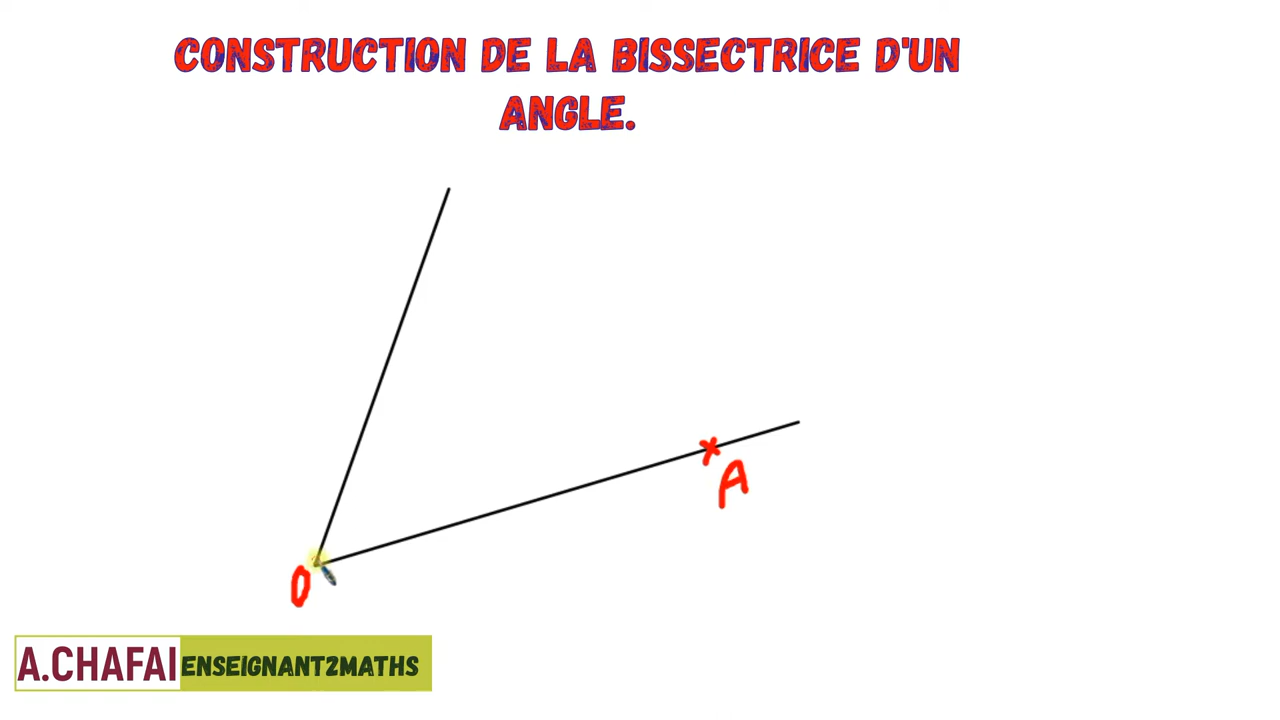 CONSTRUCTION DE LA BISSECTRICE D'UN
ANGLE.
A
O
A.CHAFAI ENSEIGNANT2MATHS